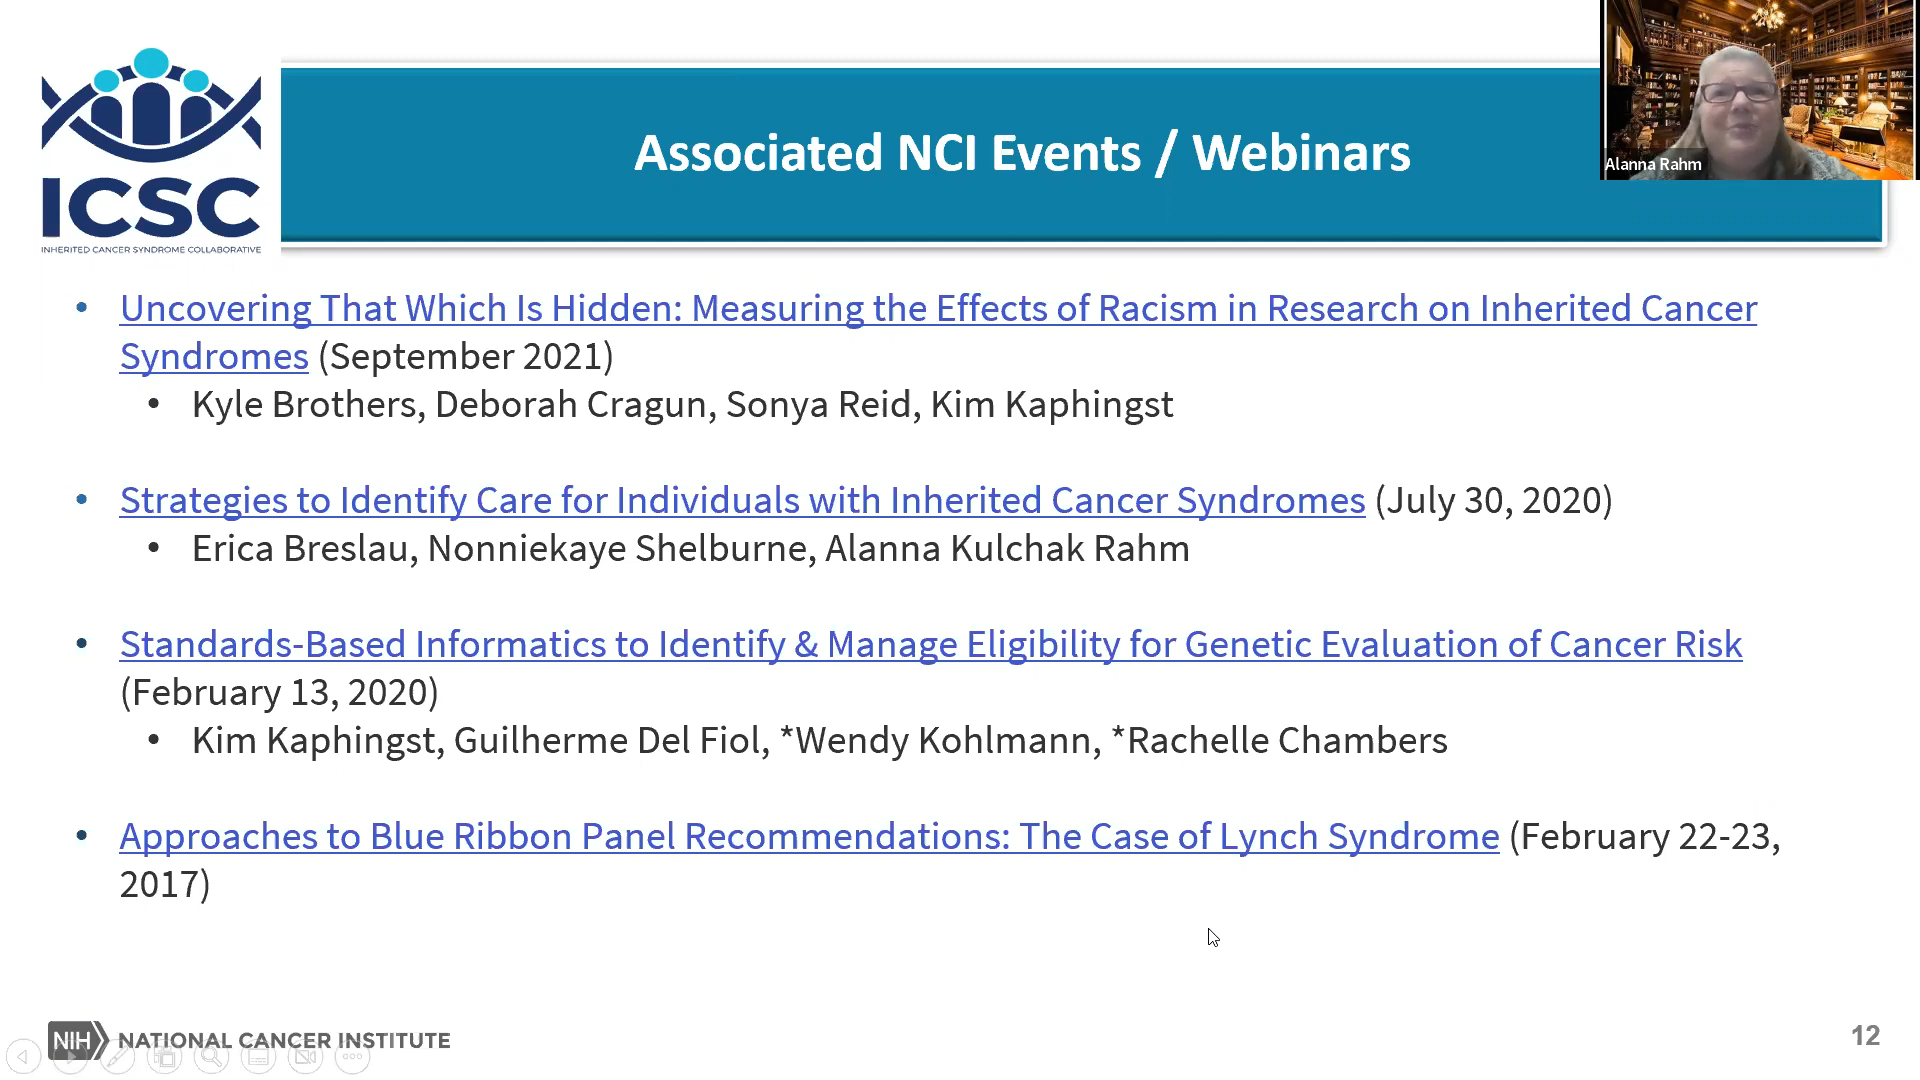 ICSC
INHERITED CANCER SYNDROME COLLABORATIVE
Associated NCI Events / Webinars
Alanna Rahm
• Uncovering That Which Is Hidden: Measuring the Effects of Racism in Research on Inherited Cancer
Syndromes (September 2021)
• Kyle Brothers, Deborah Cragun, Sonya Reid, Kim Kaphingst
• Strategies to Identify Care for Individuals with Inherited Cancer Syndromes (July 30, 2020)
• Erica Breslau, Nonniekaye Shelburne, Alanna Kulchak Rahm
• Standards-Based Informatics to Identify & Manage Eligibility for Genetic Evaluation of Cancer Risk
(February 13, 2020)
• Kim Kaphingst, Guilherme Del Fiol, *Wendy Kohlmann, *Rachelle Chambers
• Approaches to Blue Ribbon Panel Recommendations: The Case of Lynch Syndrome (February 22-23,
2017)
NIH NATIONAL CANCER INSTITUTE
12